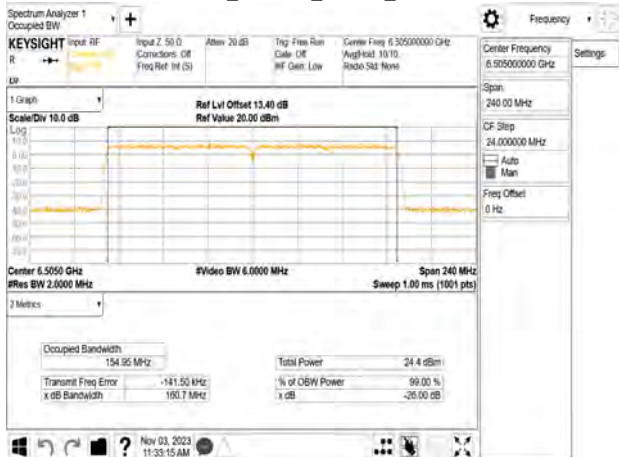 Spectrum Analyzer 1
Occupied BW
+
Frequency
KEYSIGHT Input: RF
R
Input Z: 50 Ω
Corrections: Off
Freq Ref: Int (S)
Atten: 20 dB
Trig: Free Run
Gate: Off
#IF Gain: Low
Center Freq: 6.505000000 GHz
Avg|Hold: 10/10
Radio Std: None
Center Frequency
6.505000000 GHz
Settings
Span
240.00 MHz
CF Step
24.000000 MHz
Auto
Man
Freq Offset
0 Hz
1 Graph
Scale/Div 10.0 dB
Ref Lvl Offset 13.40 dB
Ref Value 20.00 dBm
Log
10.0
0.00
Center 6.5050 GHz
#Res BW 2.0000 MHz
#Video BW 6.0000 MHz
Span 240 MHz
Sweep 1.00 ms (1001 pts)
2 Metrics
Occupied Bandwidth
154.95 MHz
Total Power 24.4 dBm
Transmit Freq Error -141.50 kHz
% of OBW Power 99.00 %
x dB Bandwidth 160.7 MHz
x dB -26.00 dB
?
Nov 03, 2023
11:33:15 AM